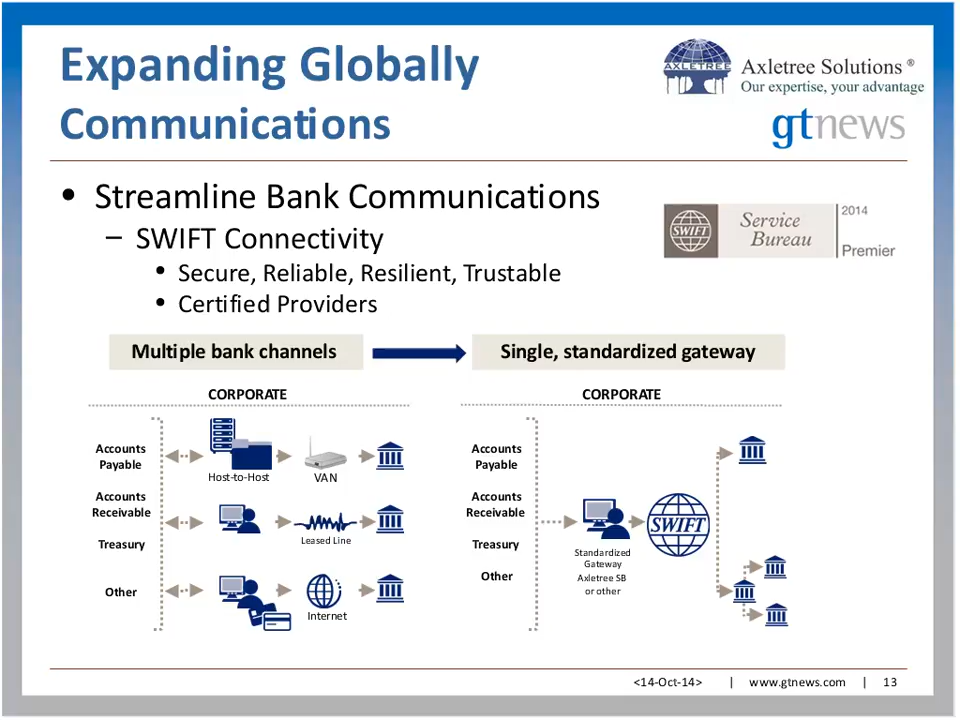 Expanding Globally
Communications
AXLETREE
Axletree Solutions ®
Our expertise, your advantage
gtnews
• Streamline Bank Communications
– SWIFT Connectivity
• Secure, Reliable, Resilient, Trustable
• Certified Providers
SWIFT
Service
Bureau
2014
Premier
Multiple bank channels
Single, standardized gateway
CORPORATE
Accounts
Payable
Accounts
Receivable
Treasury
Other
Host-to-Host
VAN
Leased Line
Internet
CORPORATE
Accounts
Payable
Accounts
Receivable
Treasury
Other
Standardized
Gateway
Axletree SB
or other
SWIFT
<14-Oct-14> | www.gtnews.com | 13